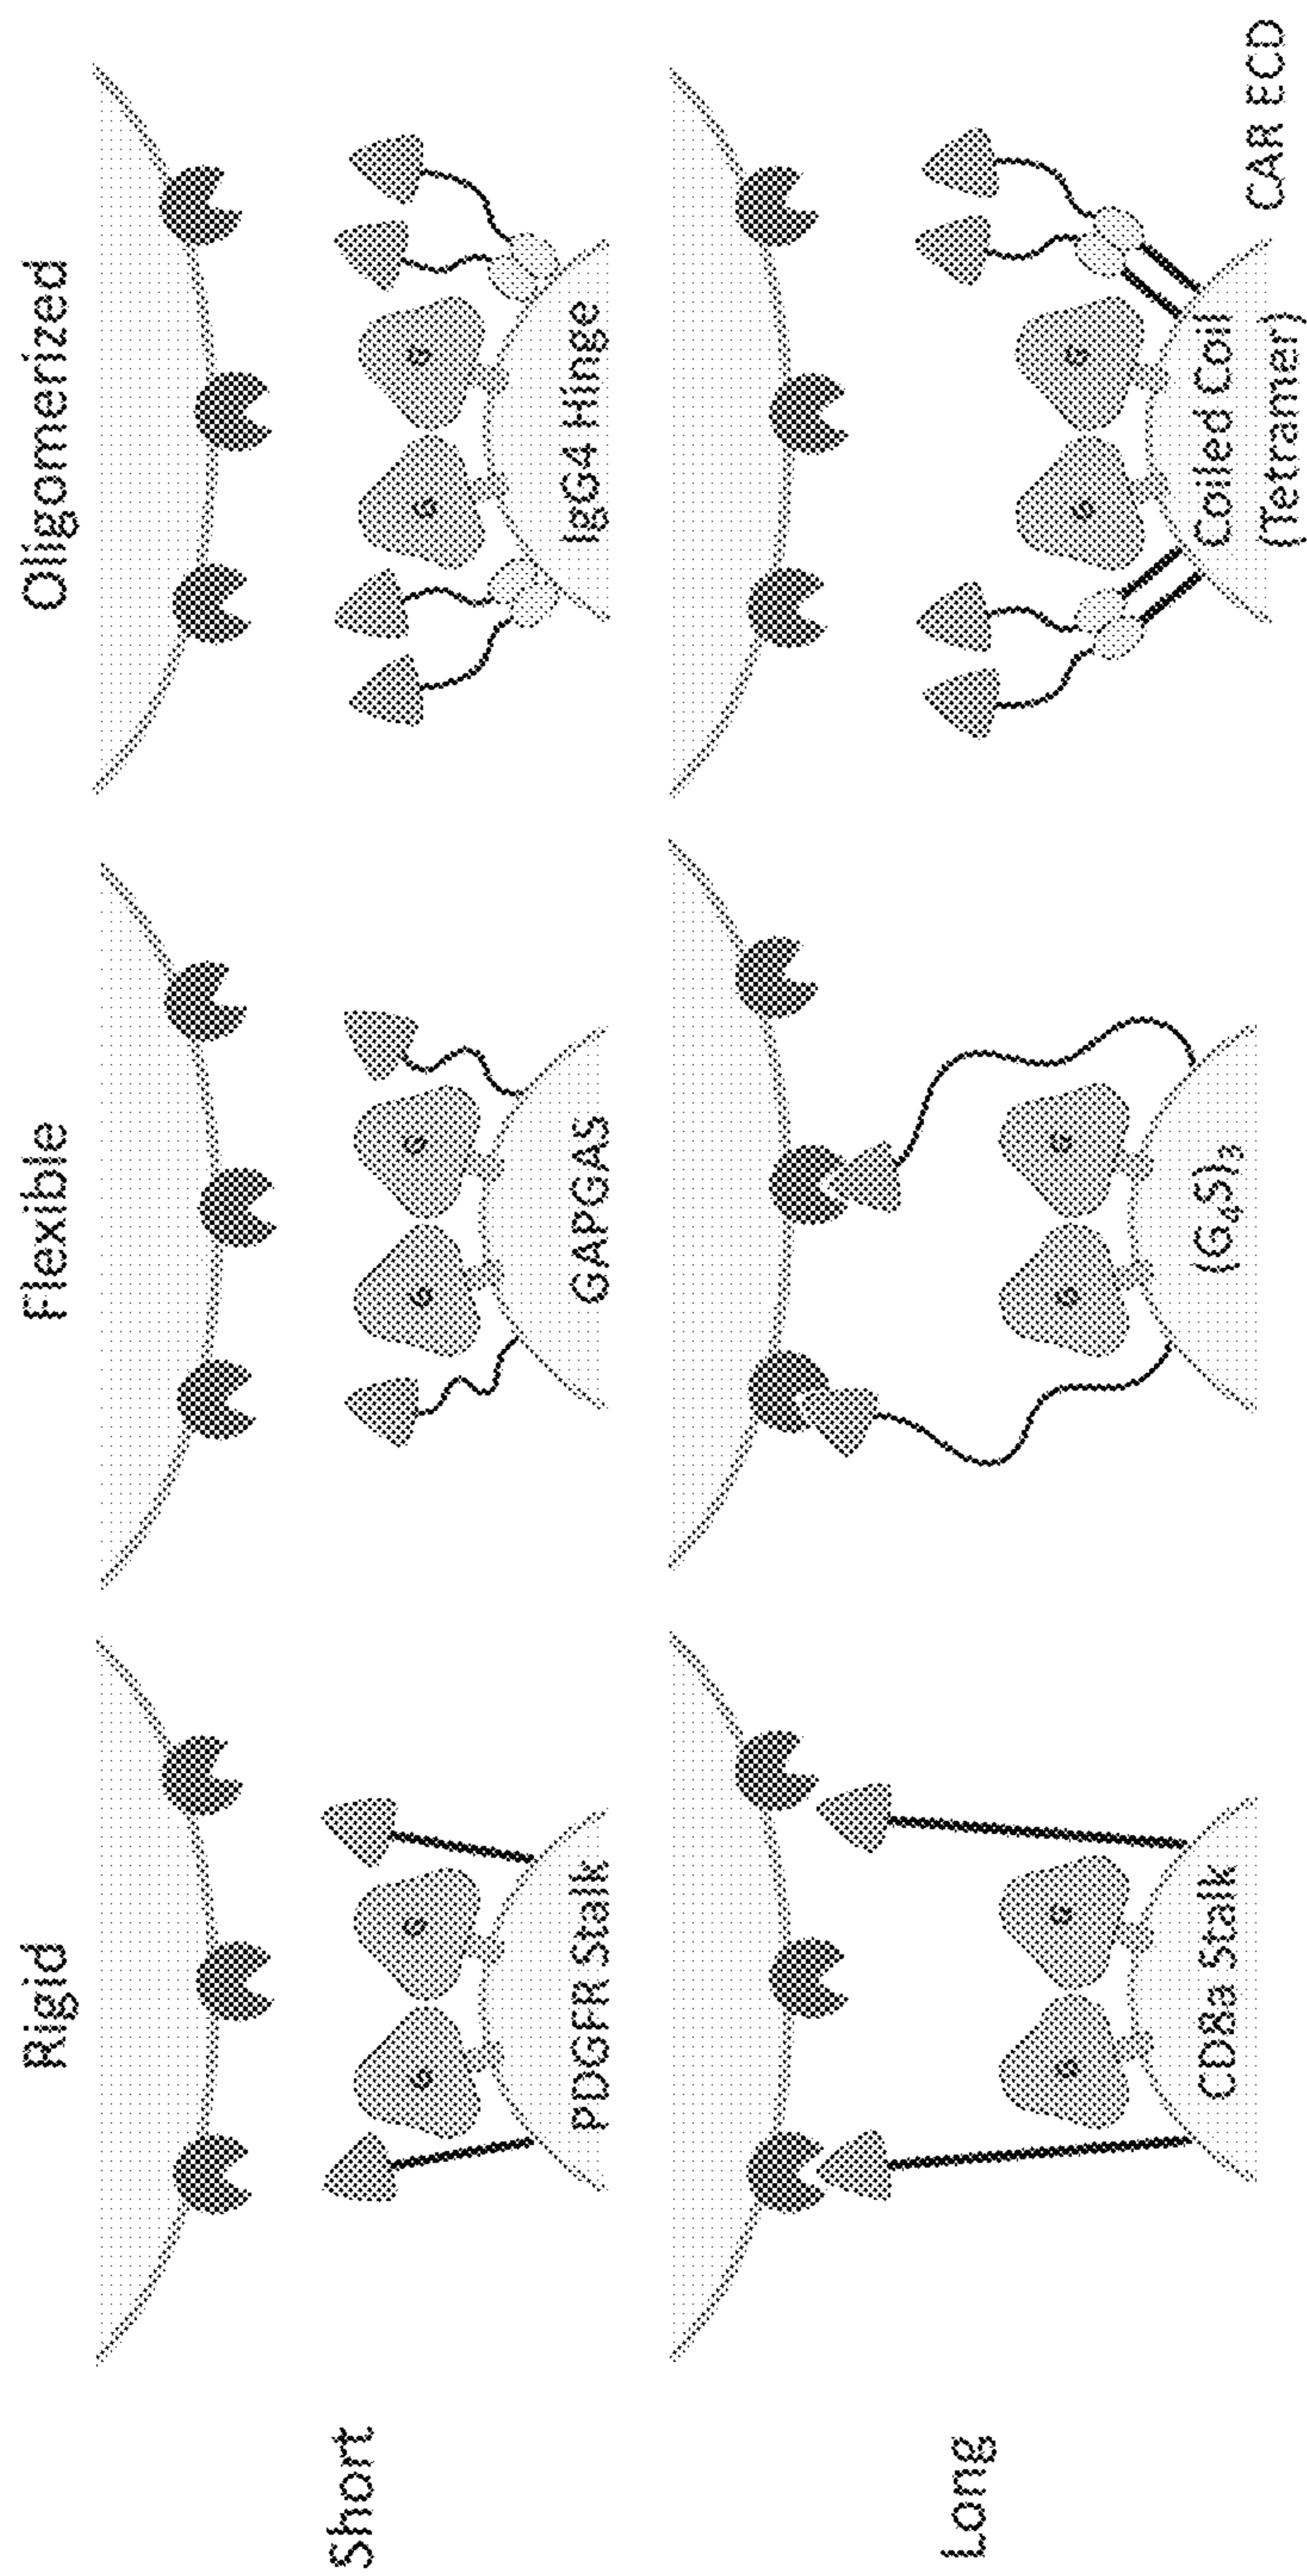 Rigid
Flexible
Oligomerized
Short
PDGFR Stalk
GAPGAS
IgG4 Hinge
G
G
G
G
G
G
Long
CD8a Stalk
(G₄S)₃
Coiled Coil
(Tetramer)
CAR ECD
G
G
G
G
G
G